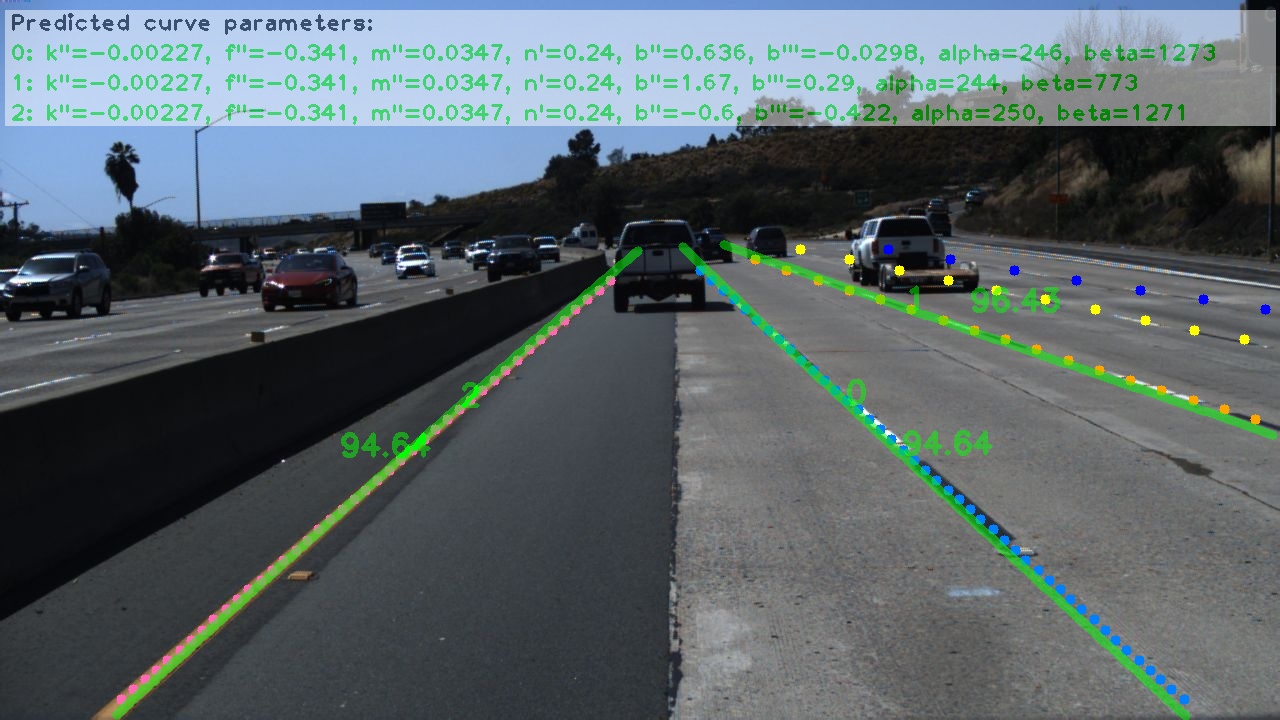 Predicted curve parameters:
0: k''=-0.00227, f''=-0.341, m''=0.0347, n'=0.24, b''=0.636, b'''=-0.0298, alpha=246, beta=1273
1: k''=-0.00227, f''=-0.341, m''=0.0347, n'=0.24, b''=1.67, b'''=0.29, alpha=244, beta=773
2: k''=-0.00227, f''=-0.341, m''=0.0347, n'=0.24, b''=-0.6, b'''=-0.422, alpha=250, beta=1271
1 96.43
2
0
94.64
94.64